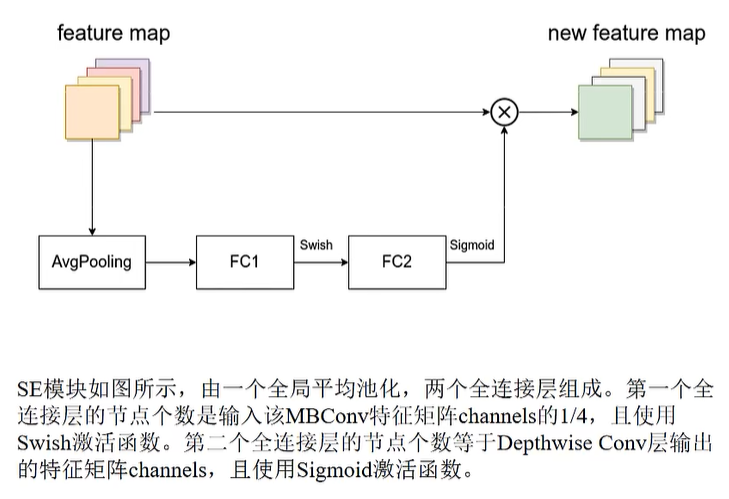 feature map
new feature map
AvgPooling
FC1
Swish
FC2
Sigmoid
SE模块如图所示，由一个全局平均池化，两个全连接层组成。第一个全
连接层的节点个数是输入该MBConv特征矩阵channels的1/4，且使用
Swish激活函数。第二个全连接层的节点个数等于Depthwise Conv层输出
的特征矩阵channels，且使用Sigmoid激活函数。